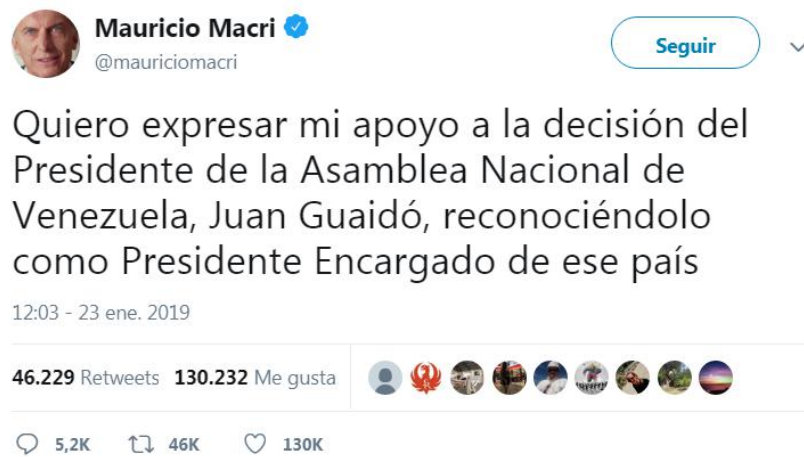 Mauricio Macri
@mauriciomacri
Seguir
Quiero expresar mi apoyo a la decisión del
Presidente de la Asamblea Nacional de
Venezuela, Juan Guaidó, reconociéndolo
como Presidente Encargado de ese país
12:03 - 23 ene. 2019
46.229 Retweets 130.232 Me gusta
5,2K 46K 130K